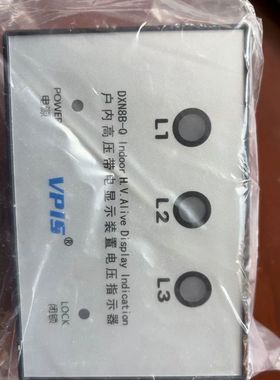 L1
L2
L3
DXN8B-Q Indoor H.V.Alive Display Indication
户内高压带电显示装置电压指示器
VPIS®
POWER
电源
LOCK
闭锁